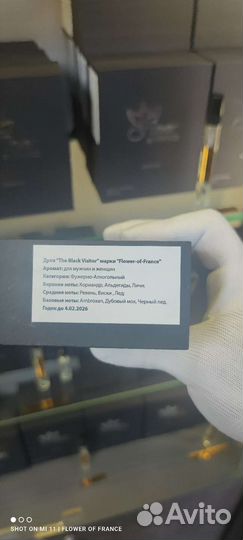 Духи "The Black Viator" марки "Flower-of-France"
Аромат: для мужчин и женщин
Категория: Фужерно-Алкогольный
Верхние ноты: Кориандр, Альдегиды, Личи,
Средние ноты: Ревень, Виски, Лед
Базовые ноты: Ambroxan, Дубовый мох, Черный лед
Годен до 4.02.2026
SHOT ON MI 11 | FLOWER OF FRANCE
Avito